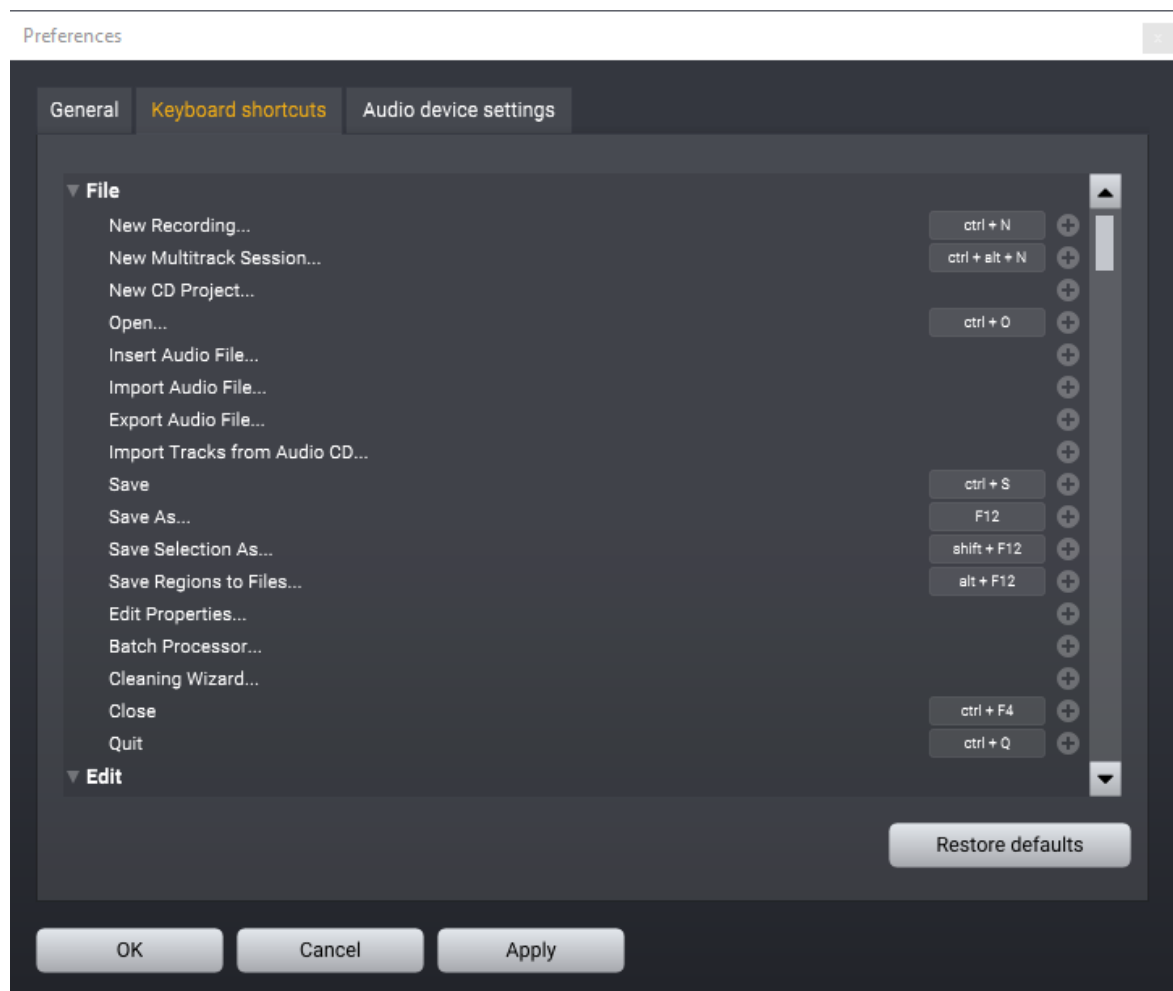 Preferences
x
General Keyboard shortcuts Audio device settings
File
New Recording... ctrl + N
New Multitrack Session... ctrl + alt + N
New CD Project...
Open... ctrl + O
Insert Audio File...
Import Audio File...
Export Audio File...
Import Tracks from Audio CD...
Save ctrl + S
Save As... F12
Save Selection As... shift + F12
Save Regions to Files... alt + F12
Edit Properties...
Batch Processor...
Cleaning Wizard...
Close ctrl + F4
Quit ctrl + Q
Edit
Restore defaults
OK Cancel Apply